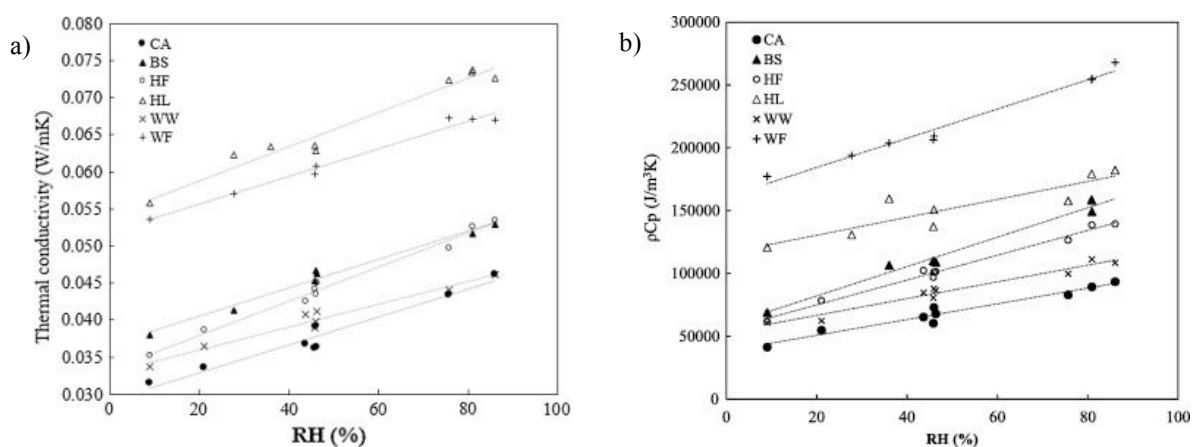 a)
Thermal conductivity (W/mK)
0.080
0.075
0.070
0.065
0.060
0.055
0.050
0.045
0.040
0.035
0.030
CA
BS
HF
HL
WW
WF
0 20 40 60 80 100
RH (%)
b)
ρCp (J/m³K)
300000
250000
200000
150000
100000
50000
0
CA
BS
HF
HL
WW
WF
0 20 40 60 80 100
RH (%)